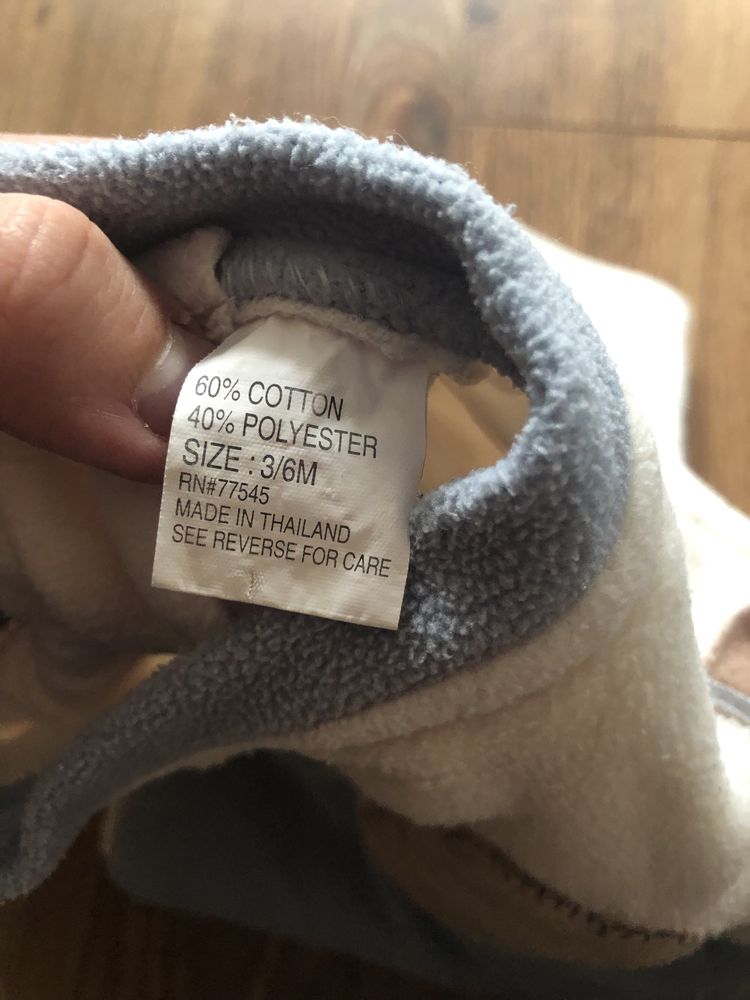 60% COTTON
40% POLYESTER
SIZE : 3/6M
RN#77545
MADE IN THAILAND
SEE REVERSE FOR CARE